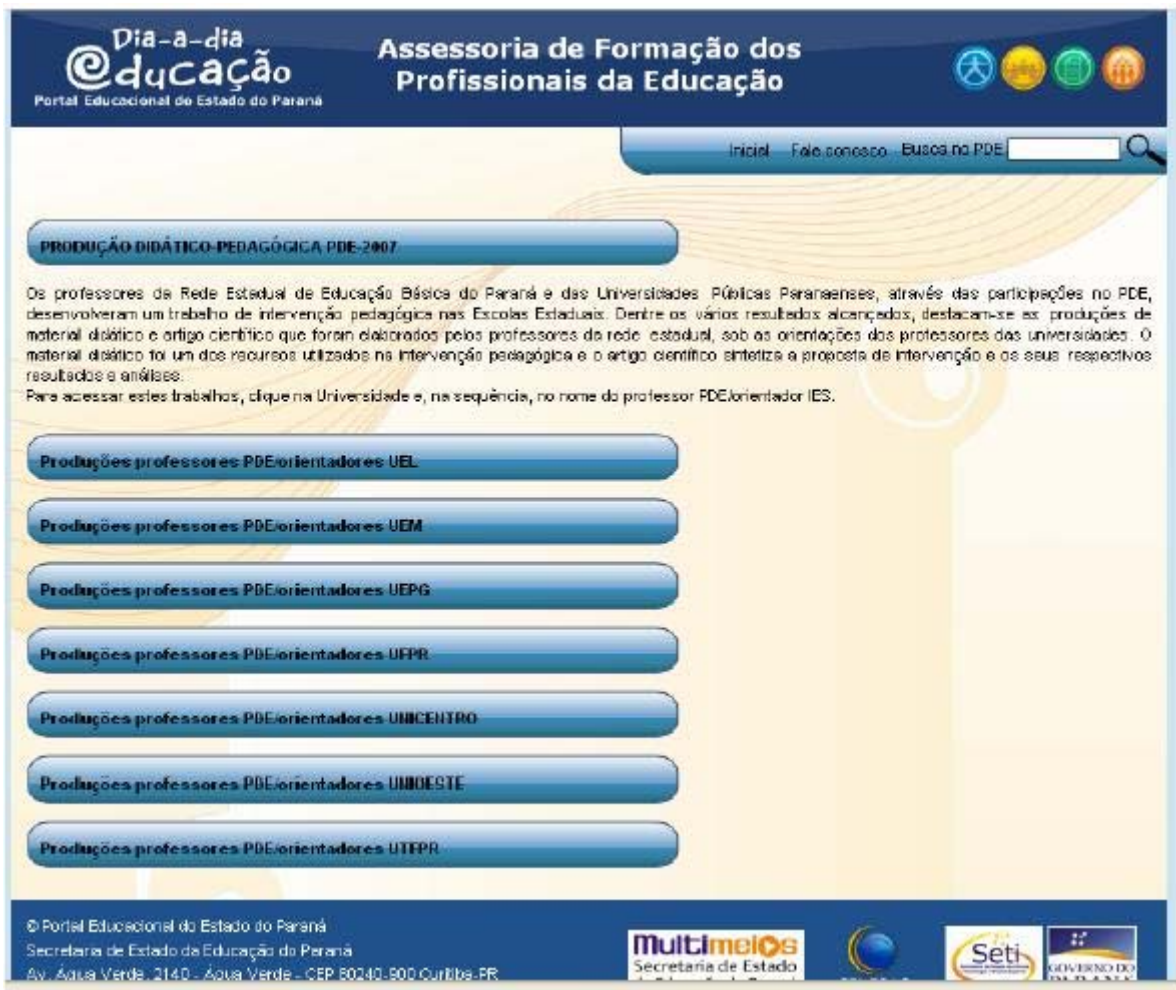 Dia-a-dia
educação
Portal Educacional do Estado do Paraná
Assessoria de Formação dos
Profissionais da Educação
Inicial Fale conosco Busca no PDE
PRODUÇÃO DIDÁTICO-PEDAGÓGICA PDE-2007
Os professores da Rede Estadual de Educação Básica do Paraná e das Universidades Públicas Paranaenses, através das participações no PDE,
desenvolveram um trabalho de intervenção pedagógica nas Escolas Estaduais. Dentre os vários resultados alcançados, destacam-se as produções de
material didático e artigo científico que foram elaborados pelos professores da rede estadual, sob as orientações dos professores das universidades. O
material didático foi um dos recursos utilizados na intervenção pedagógica e o artigo científico sintetiza a proposta de intervenção e os seus respectivos
resultados e análises.
Para acessar estes trabalhos, clique na Universidade e, na sequência, no nome do professor PDE/orientador IES.
Produções professores PDE/orientadores UEL
Produções professores PDE/orientadores UEM
Produções professores PDE/orientadores UEPG
Produções professores PDE/orientadores UFPR
Produções professores PDE/orientadores UNICENTRO
Produções professores PDE/orientadores UNIOESTE
Produções professores PDE/orientadores UTFPR
© Portal Educacional do Estado do Paraná
Secretaria de Estado da Educação do Paraná
Av. Água Verde, 2140 - Água Verde - CEP 80240-900 Curitiba-PR
Multimeios
Secretaria de Estado
Seti
GOVERNO DO